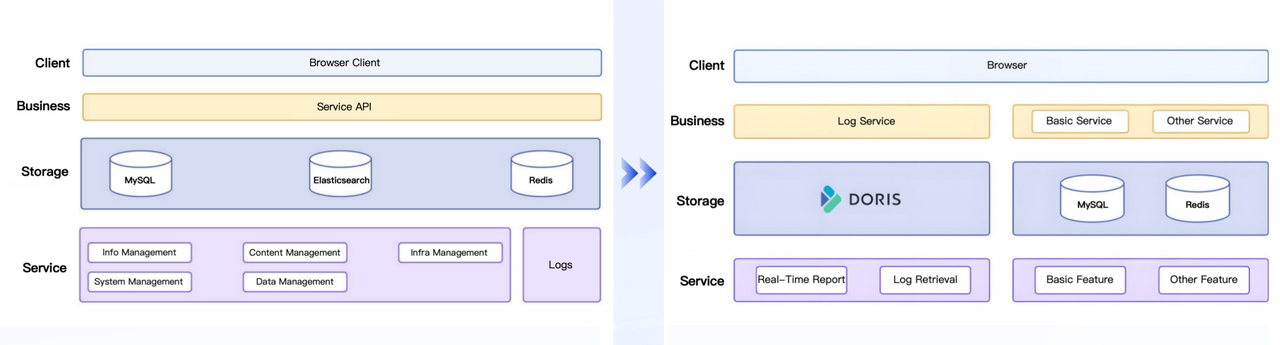 Client
Browser Client
Business
Service API
Storage
MySQL
Elasticsearch
Redis
Service
Info Management
Content Management
Infra Management
System Management
Data Management
Logs
Client
Browser
Business
Log Service
Basic Service
Other Service
Storage
DORIS
MySQL
Redis
Service
Real-Time Report
Log Retrieval
Basic Feature
Other Feature